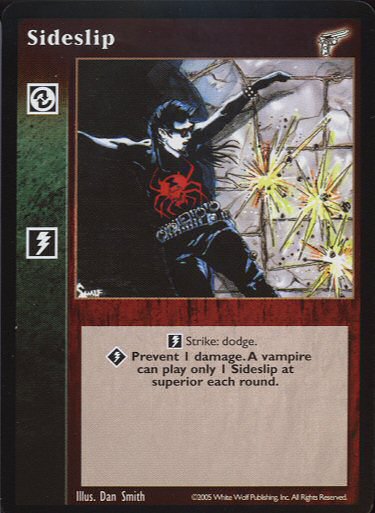 Sideslip
Strike: dodge.
Prevent 1 damage. A vampire
can play only 1 Sideslip at
superior each round.
Illus. Dan Smith
©2005 White Wolf Publishing, Inc. All Rights Reserved.